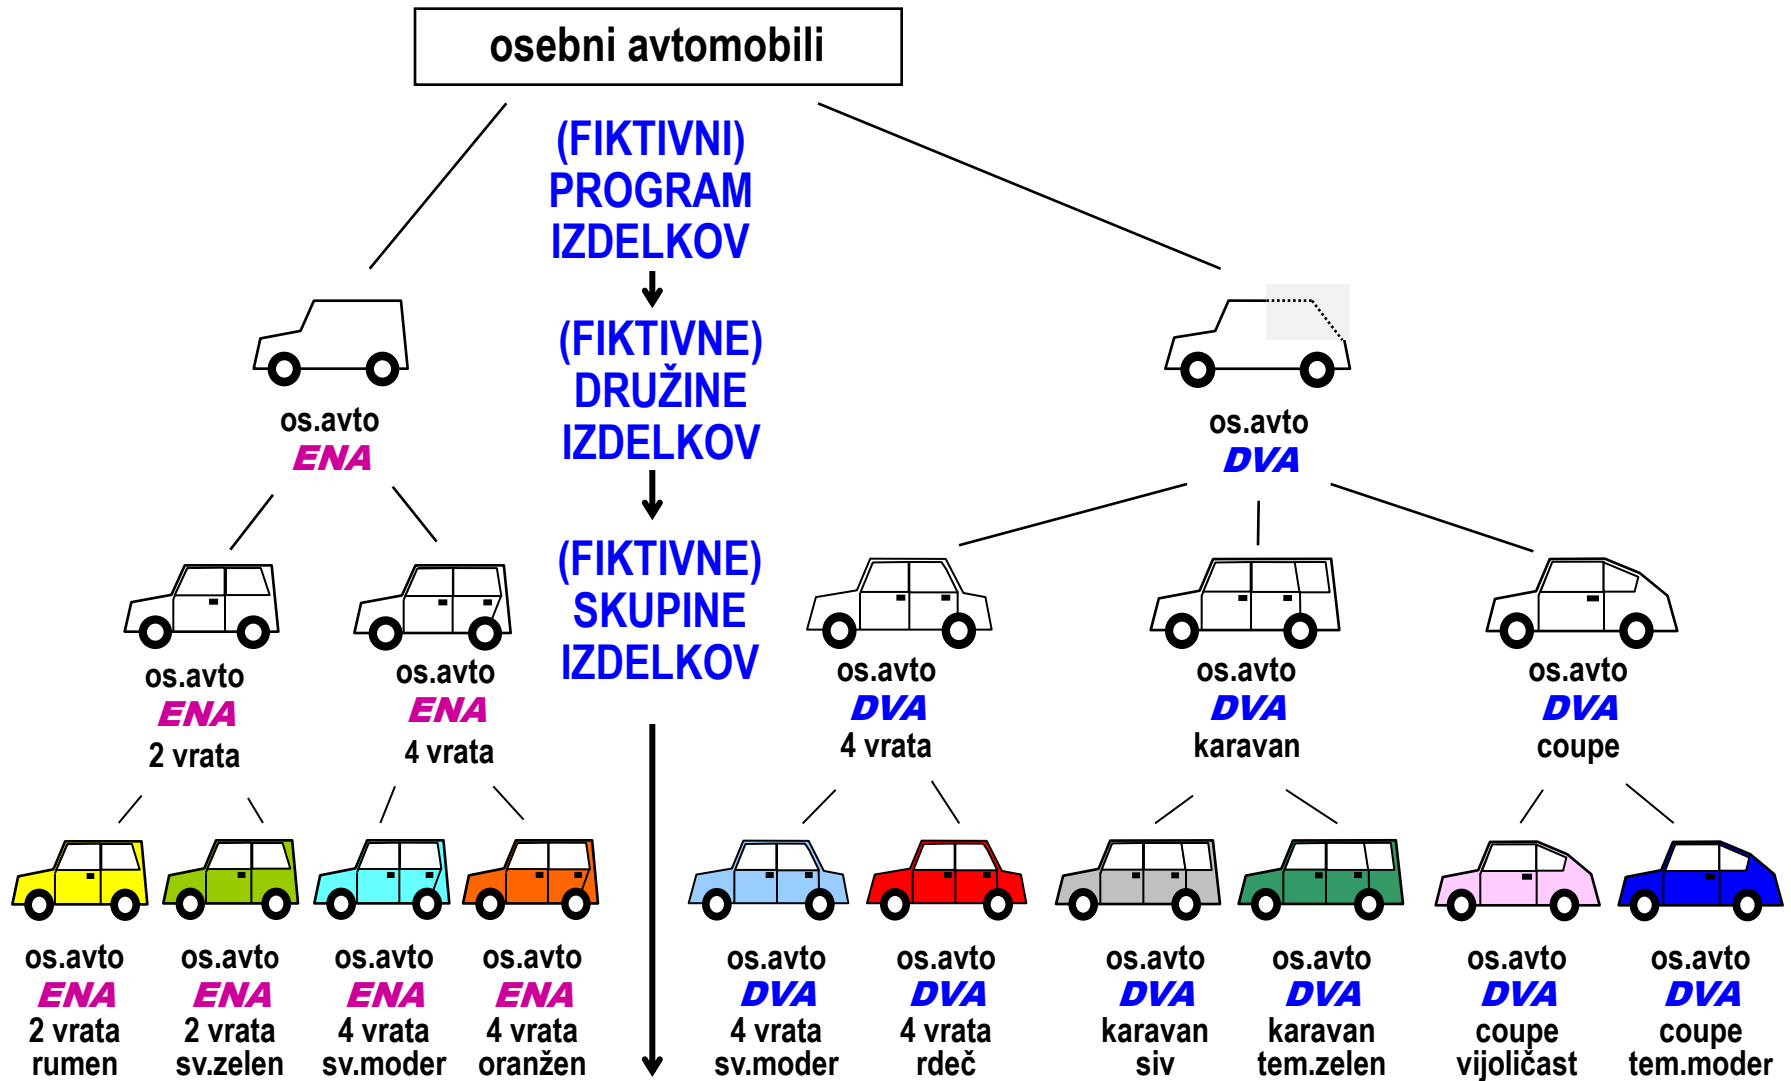 osebni avtomobili
(FIKTIVNI)
PROGRAM
IZDELKOV
(FIKTIVNE)
DRUŽINE
IZDELKOV
os.avto
ENA
os.avto
DVA
(FIKTIVNE)
SKUPINE
IZDELKOV
os.avto
ENA
2 vrata
os.avto
ENA
4 vrata
os.avto
DVA
4 vrata
os.avto
DVA
karavan
os.avto
DVA
coupe
os.avto
ENA
2 vrata
rumen
os.avto
ENA
2 vrata
sv.zelen
os.avto
ENA
4 vrata
sv.moder
os.avto
ENA
4 vrata
oranžen
os.avto
DVA
4 vrata
sv.moder
os.avto
DVA
4 vrata
rdeč
os.avto
DVA
karavan
siv
os.avto
DVA
karavan
tem.zelen
os.avto
DVA
coupe
vijoličast
os.avto
DVA
coupe
tem.moder